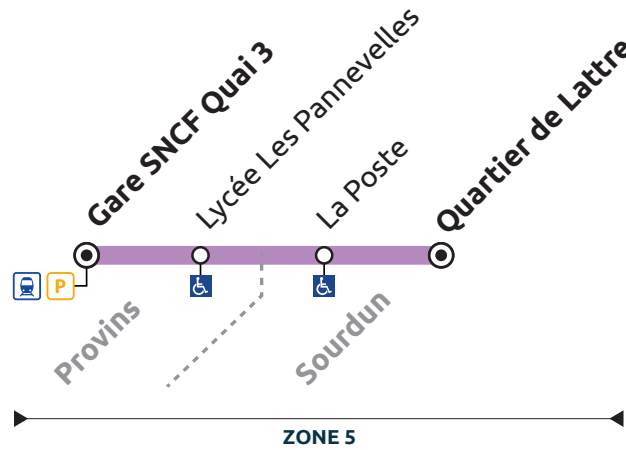 Gare SNCF Quai 3
Lycée Les Pannevelles
La Poste
Quartier de Lattre
P
Provins
Sourdun
ZONE 5